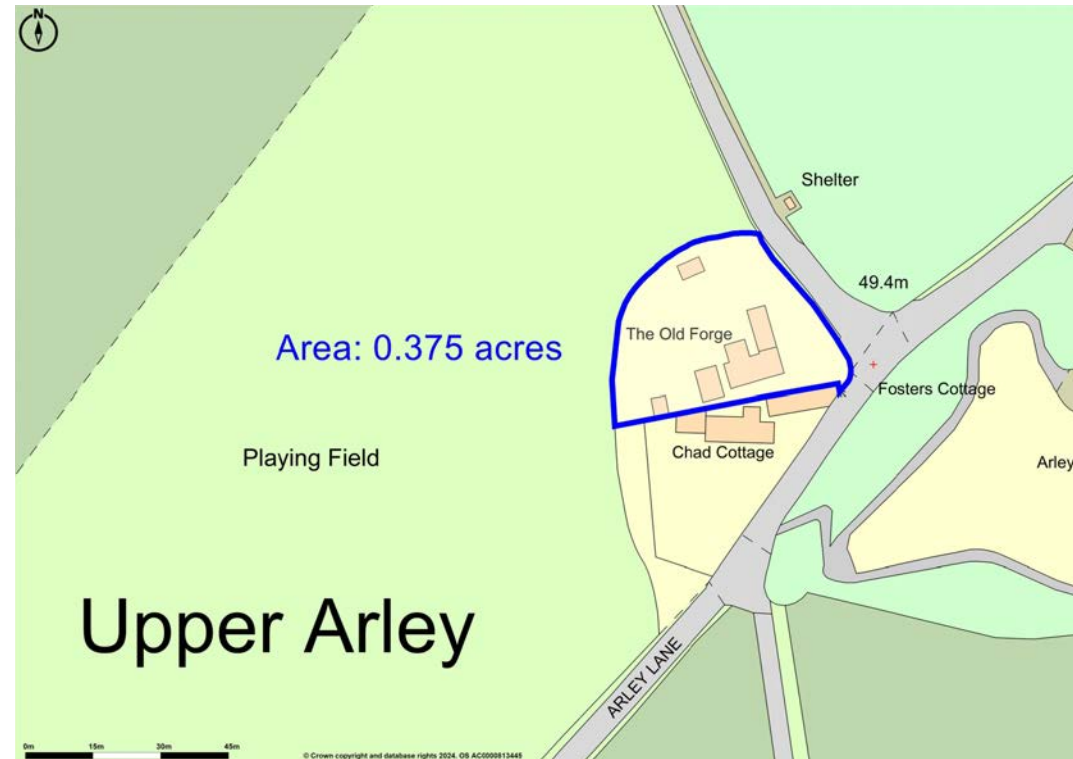 N
Shelter
49.4m
The Old Forge
Area: 0.375 acres
Fosters Cottage
Chad Cottage
Playing Field
Arley
Upper Arley
ARLEY LANE
0m 15m 30m 45m
© Crown copyright and database rights 2024. OS AC0000813445